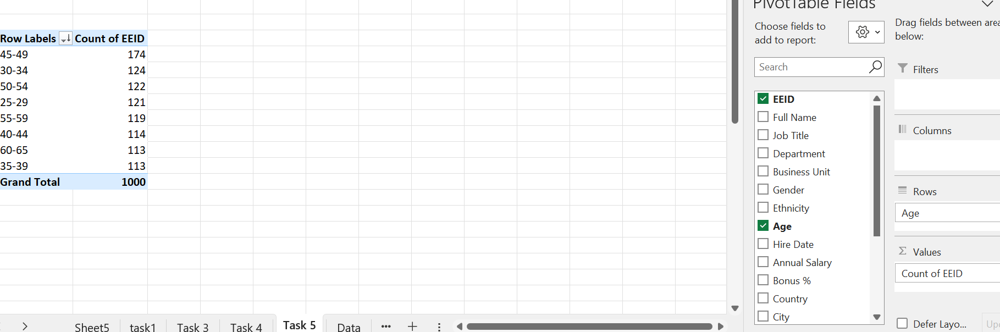 PivotTable Fields
Choose fields to
add to report:
Drag fields between area
below:
Row Labels Count of EEID
45-49 174
30-34 124
50-54 122
25-29 121
55-59 119
40-44 114
60-65 113
35-39 113
Grand Total 1000
Search
EEID
Full Name
Job Title
Department
Business Unit
Gender
Ethnicity
Age
Hire Date
Annual Salary
Bonus %
Country
City
Filters
Columns
Rows
Age
Σ Values
Count of EEID
Defer Layo...
Up
Sheet5 task1 Task 3 Task 4 Task 5 Data ...